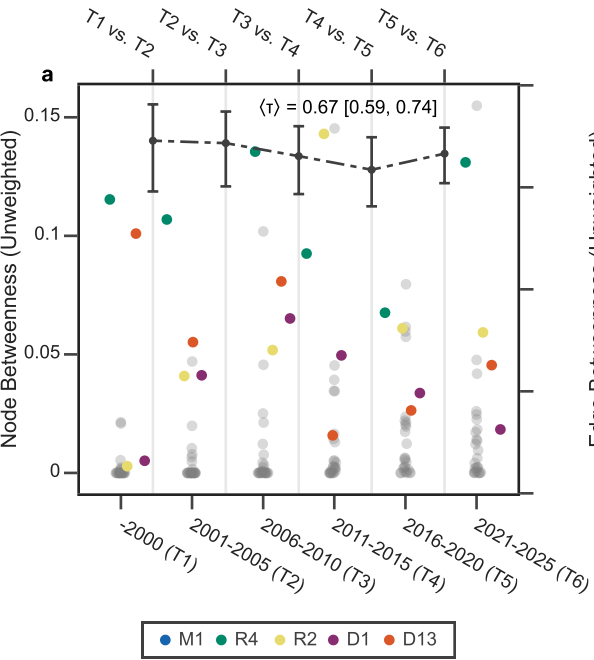 T1 vs. T2
T2 vs. T3
T3 vs. T4
T4 vs. T5
T5 vs. T6
a
⟨τ⟩ = 0.67 [0.59, 0.74]
Node Betweenness (Unweighted)
0.15
0.1
0.05
0
-2000 (T1)
2001-2005 (T2)
2006-2010 (T3)
2011-2015 (T4)
2016-2020 (T5)
2021-2025 (T6)
M1 R4 R2 D1 D13